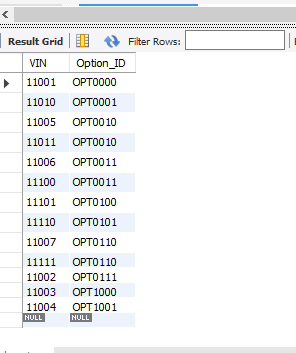 Result Grid Filter Rows:
VIN Option_ID
11001 OPT0000
11010 OPT0001
11005 OPT0010
11011 OPT0010
11006 OPT0011
11100 OPT0011
11101 OPT0100
11110 OPT0101
11007 OPT0110
11111 OPT0110
11002 OPT0111
11003 OPT1000
11004 OPT1001
NULL NULL